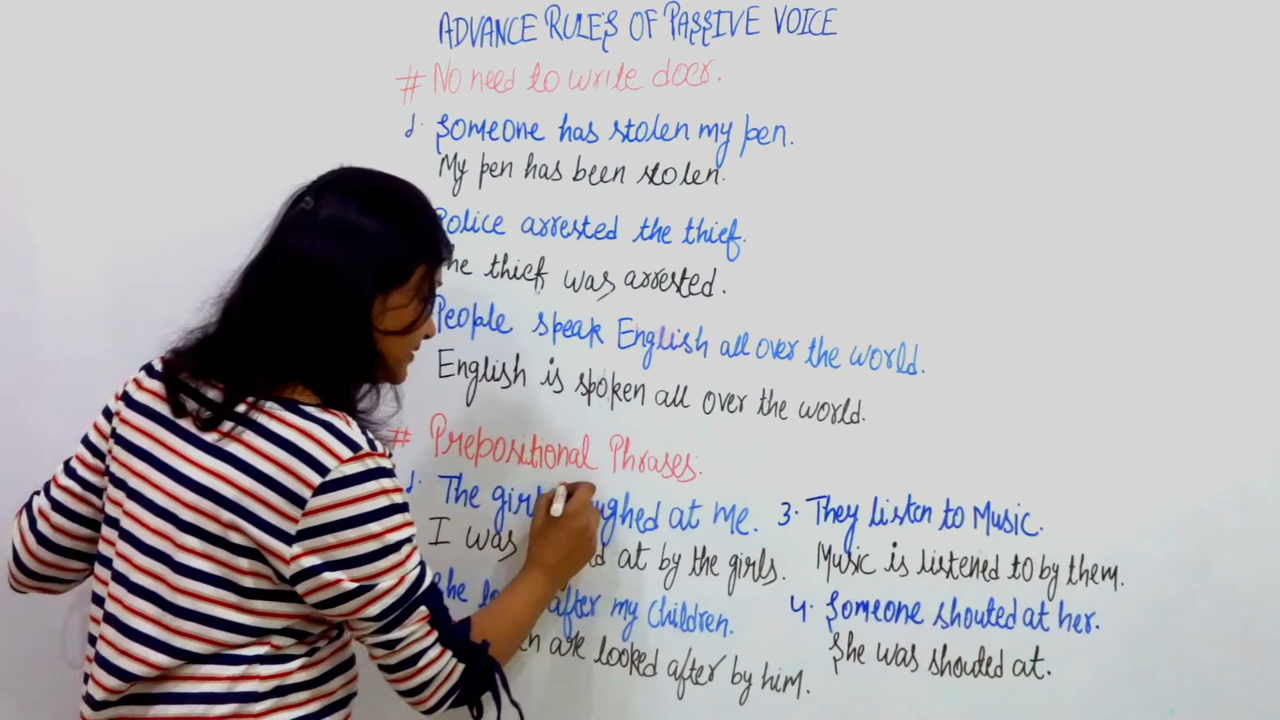 ADVANCE RULES OF PASSIVE VOICE
# No need to write doer.
1. Someone has stolen my pen.
My pen has been stolen.
Police arrested the thief.
he thief was arrested.
People speak English all over the world.
English is spoken all over the world.
# Prepositional Phrases:
1. The girl ughed at me.
I was d at by the girls.
he after my children.
en are looked after by him.
3. They listen to Music.
Music is listened to by them.
4. Someone shouted at her.
She was shouted at.